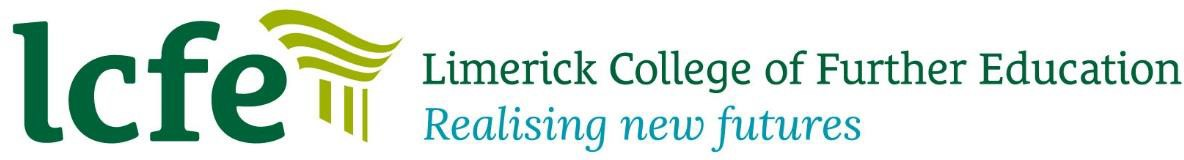 lcfe
Limerick College of Further Education
Realising new futures